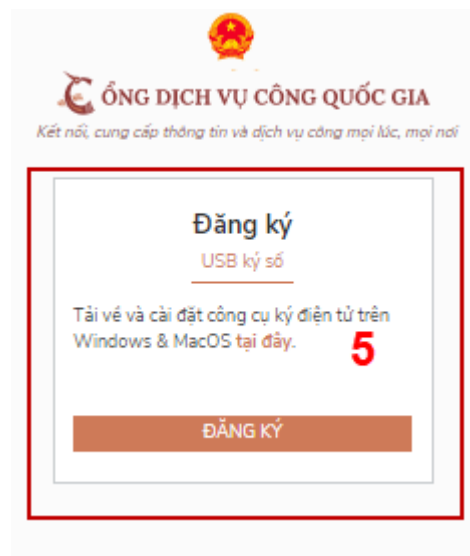 CỔNG DỊCH VỤ CÔNG QUỐC GIA
Kết nối, cung cấp thông tin và dịch vụ công mọi lúc, mọi nơi
Đăng ký
USB ký số
Tải về và cài đặt công cụ ký điện tử trên
Windows & MacOS tại đây.
5
ĐĂNG KÝ